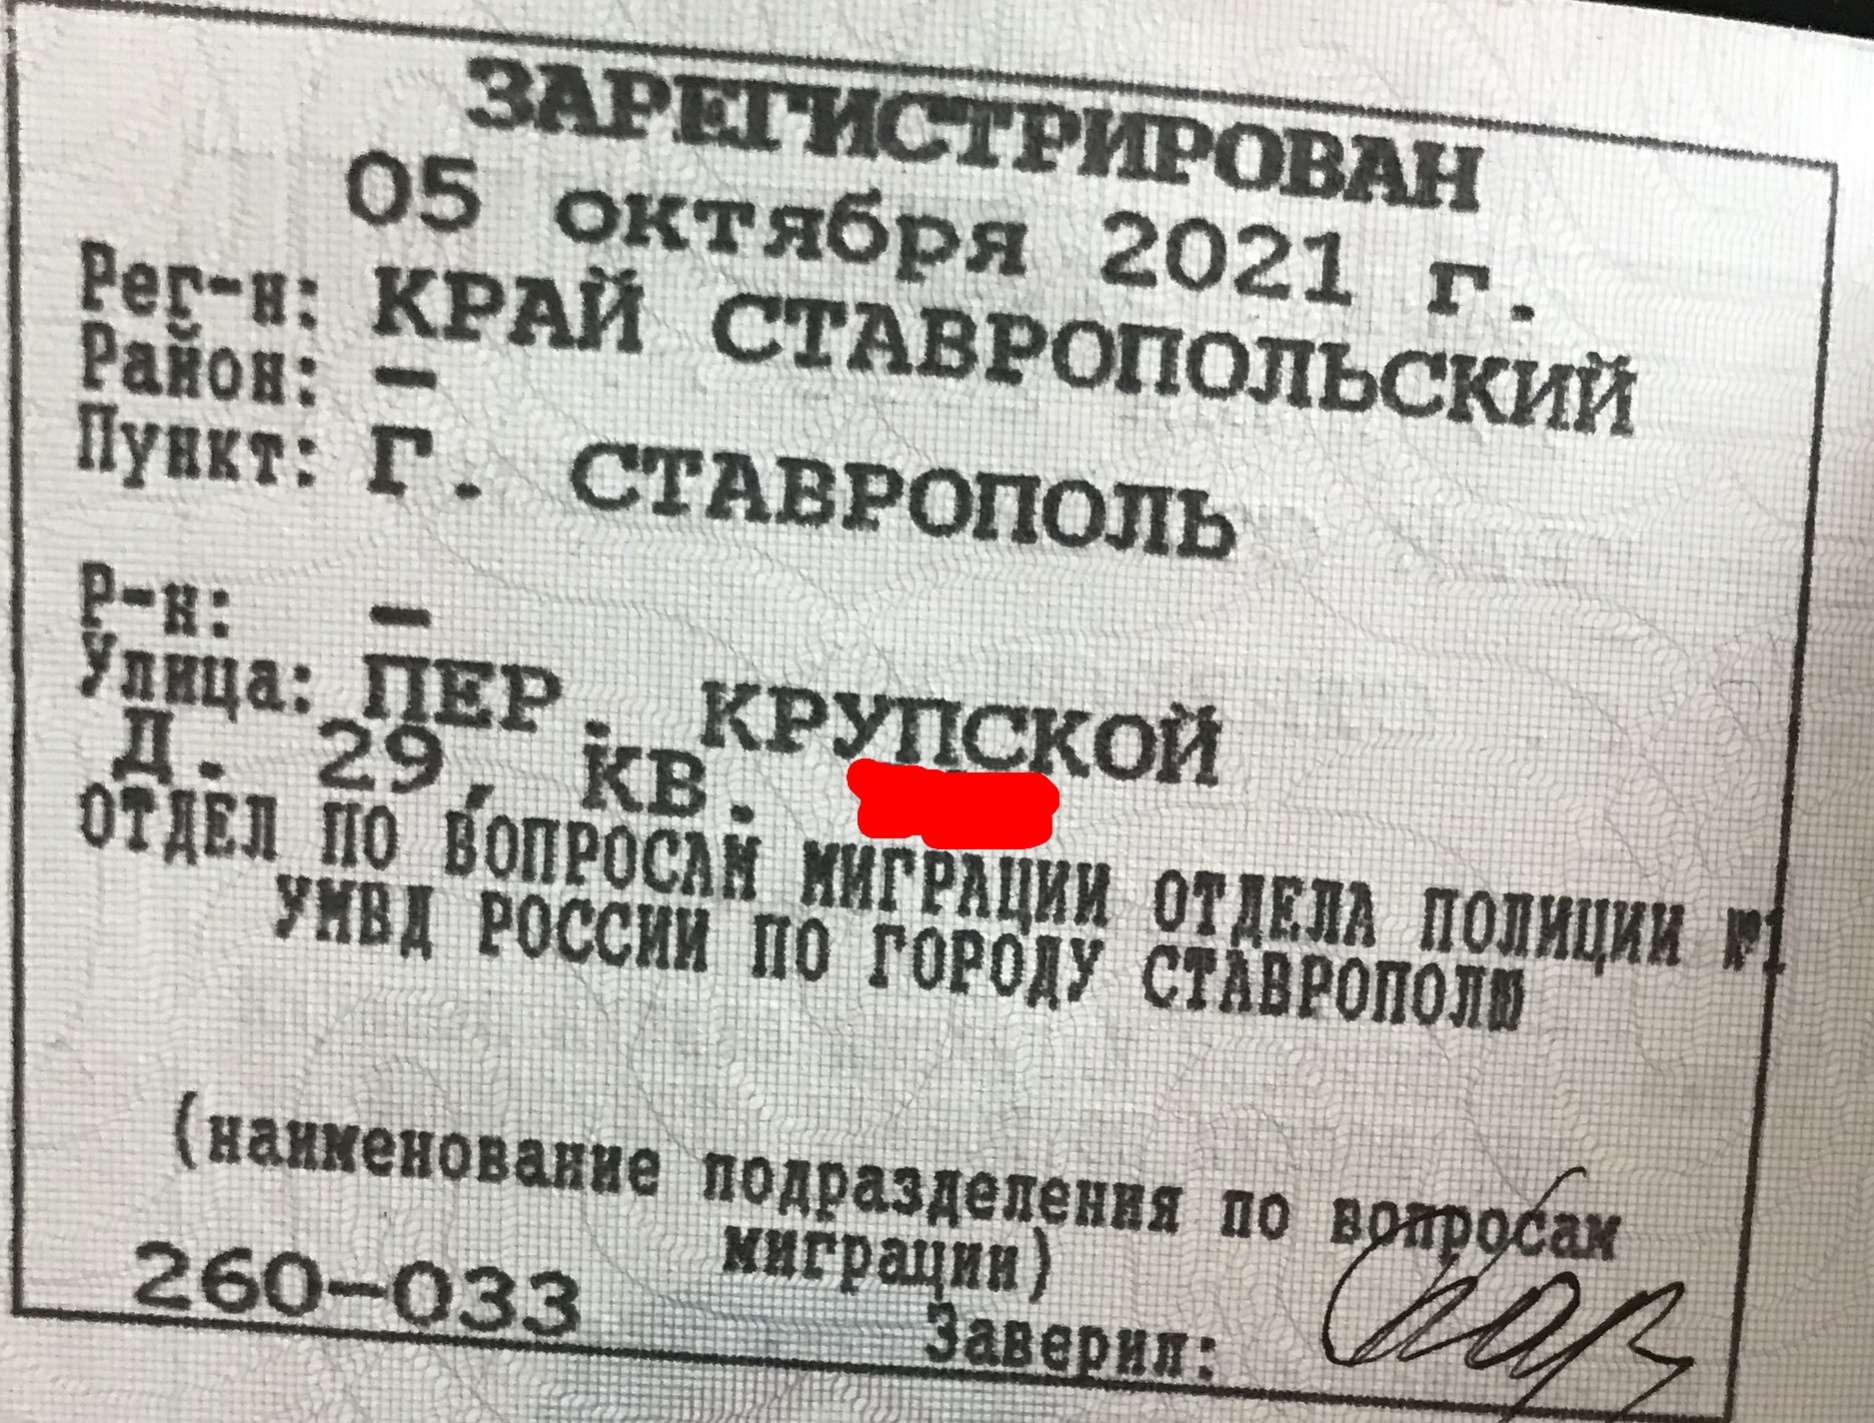 ЗАРЕГИСТРИРОВАН
05 октября 2021 г.
Рег-н: КРАЙ СТАВРОПОЛЬСКИЙ
Район: –
Пункт: Г. СТАВРОПОЛЬ
Р-н: –
Улица: ПЕР. КРУПСКОЙ
Д. 29, КВ.
ОТДЕЛ ПО ВОПРОСАМ МИГРАЦИИ ОТДЕЛА ПОЛИЦИИ №1
УМВД РОССИИ ПО ГОРОДУ СТАВРОПОЛЮ
(наименование подразделения по вопросам
миграции)
260-033
Заверил: